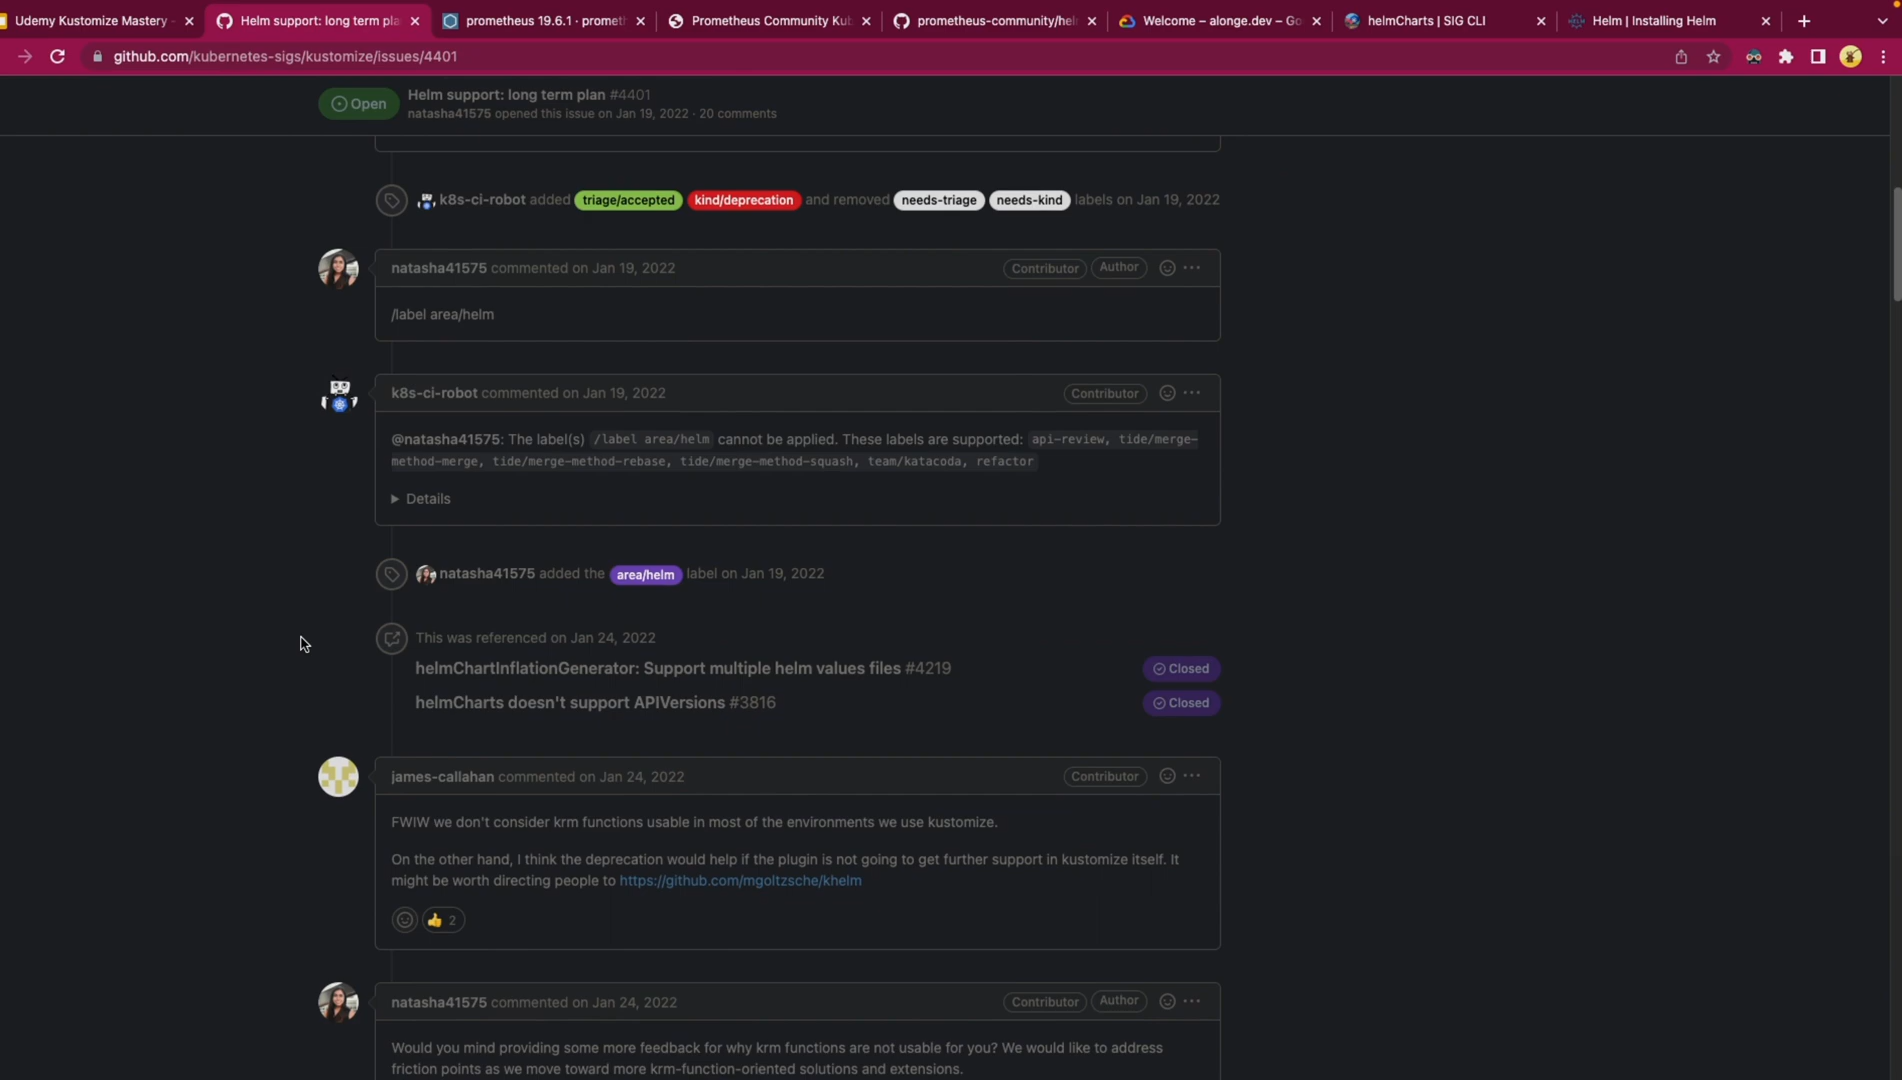 Udemy Kustomize Mastery -
Helm support: long term pla
prometheus 19.6.1 · prometh
Prometheus Community Kub
prometheus-community/hel
Welcome – alonge.dev – Go
helmCharts | SIG CLI
Helm | Installing Helm
github.com/kubernetes-sigs/kustomize/issues/4401
Open
Helm support: long term plan #4401
natasha41575 opened this issue on Jan 19, 2022 · 20 comments
k8s-ci-robot added triage/accepted kind/deprecation and removed needs-triage needs-kind labels on Jan 19, 2022
natasha41575 commented on Jan 19, 2022
Contributor
Author
/label area/helm
k8s-ci-robot commented on Jan 19, 2022
Contributor
@natasha41575: The label(s) /label area/helm cannot be applied. These labels are supported: api-review, tide/merge-
method-merge, tide/merge-method-rebase, tide/merge-method-squash, team/katacoda, refactor
Details
natasha41575 added the area/helm label on Jan 19, 2022
This was referenced on Jan 24, 2022
helmChartInflationGenerator: Support multiple helm values files #4219
Closed
helmCharts doesn't support APIVersions #3816
Closed
james-callahan commented on Jan 24, 2022
Contributor
FWIW we don't consider krm functions usable in most of the environments we use kustomize.
On the other hand, I think the deprecation would help if the plugin is not going to get further support in kustomize itself. It
might be worth directing people to https://github.com/mgoltzsche/khelm
👍 2
natasha41575 commented on Jan 24, 2022
Contributor
Author
Would you mind providing some more feedback for why krm functions are not usable for you? We would like to address
friction points as we move toward more krm-function-oriented solutions and extensions.